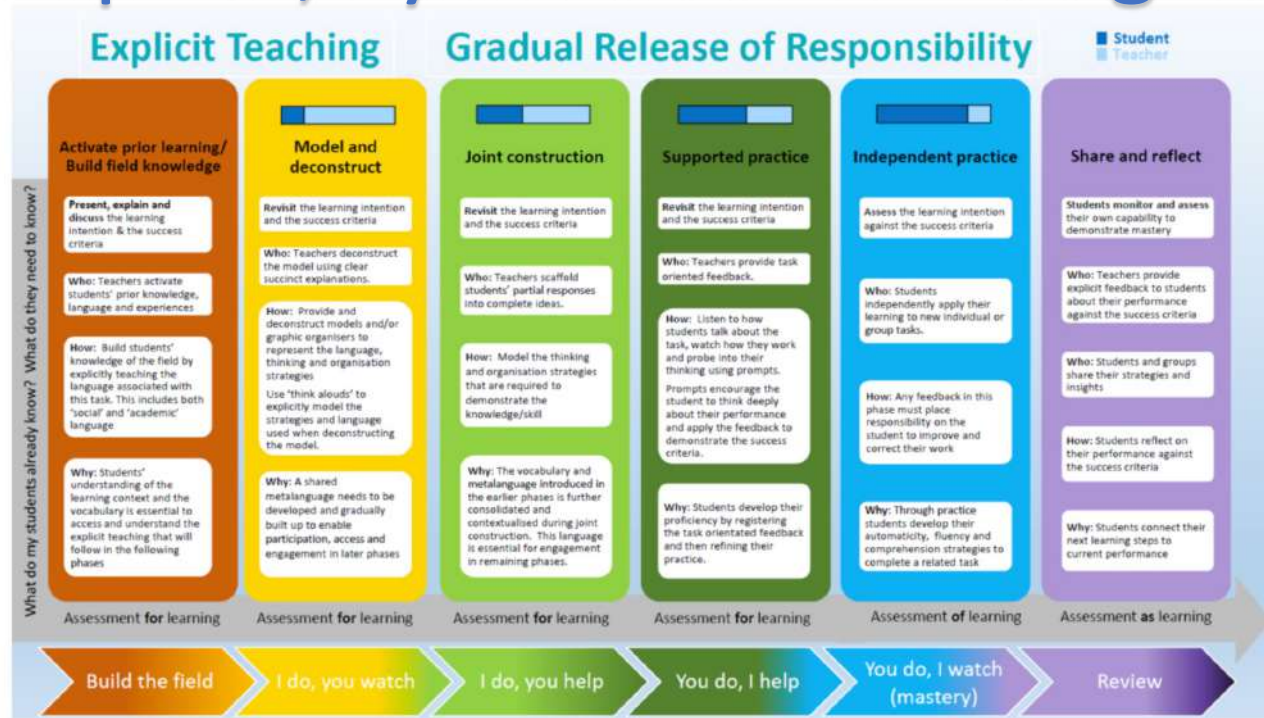 Explicit Teaching
Gradual Release of Responsibility
Student
Teacher
What do my students already know? What do they need to know?
Activate prior learning/
Build field knowledge
Present, explain and
discuss the learning
intention & the success
criteria
Who: Teachers activate
students' prior knowledge,
language and experiences
How: Build students'
knowledge of the field by
explicitly teaching the
language associated with
this task. This includes both
'social' and 'academic'
language
Why: Students'
understanding of the
learning context and the
vocabulary is essential to
access and understand the
explicit teaching that will
follow in the following
phases
Model and
deconstruct
Revisit the learning intention
and the success criteria
Who: Teachers deconstruct
the model using clear
succinct explanations.
How: Provide and
deconstruct models and/or
graphic organisers to
represent the language,
thinking and organisation
strategies
Use 'think alouds' to
explicitly model the
strategies and language
used when deconstructing
the model.
Why: A shared
metalanguage needs to be
developed and gradually
built up to enable
participation, access and
engagement in later phases
Joint construction
Revisit the learning intention
and the success criteria
Who: Teachers scaffold
students' partial responses
into complete ideas.
How: Model the thinking
and organisation strategies
that are required to
demonstrate the
knowledge/skill
Why: The vocabulary and
metalanguage introduced in
the earlier phases is further
consolidated and
contextualised during joint
construction. This language
is essential for engagement
in remaining phases.
Supported practice
Revisit the learning intention
and the success criteria
Who: Teachers provide task
oriented feedback.
How: Listen to how
students talk about the
task, watch how they work
and probe into their
thinking using prompts.
Prompts encourage the
student to think deeply
about their performance
and apply the feedback to
demonstrate the success
criteria.
Why: Students develop their
proficiency by registering
the task orientated feedback
and then refining their
practice.
Independent practice
Assess the learning intention
against the success criteria
Who: Students
independently apply their
learning to new individual or
group tasks.
How: Any feedback in this
phase must place
responsibility on the
student to improve and
correct their work
Why: Through practice
students develop their
automaticity, fluency and
comprehension strategies to
complete a related task
Share and reflect
Students monitor and assess
their own capability to
demonstrate mastery
Who: Teachers provide
explicit feedback to students
about their performance
against the success criteria
Who: Students and groups
share their strategies and
insights
How: Students reflect on
their performance against
the success criteria
Why: Students connect their
next learning steps to
current performance
Assessment for learning
Assessment for learning
Assessment for learning
Assessment for learning
Assessment of learning
Assessment as learning
Build the field
I do, you watch
I do, you help
You do, I help
You do, I watch
(mastery)
Review